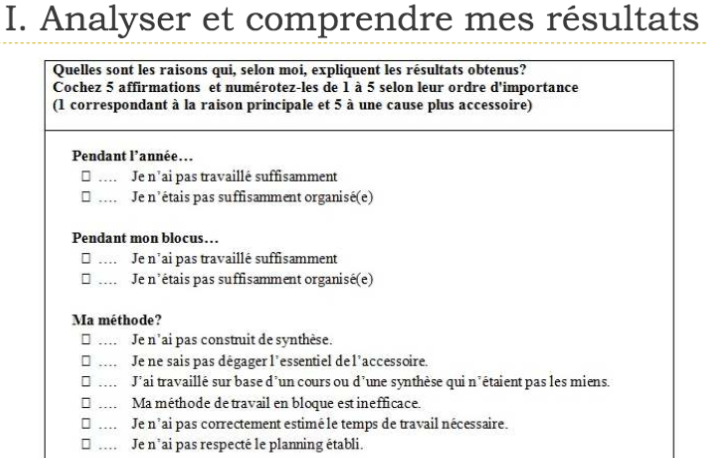 I. Analyser et comprendre mes résultats
Quelles sont les raisons qui, selon moi, expliquent les résultats obtenus?
Cochez 5 affirmations et numérotez-les de 1 à 5 selon leur ordre d'importance
(1 correspondant à la raison principale et 5 à une cause plus accessoire)
Pendant l'année…
□ .... Je n'ai pas travaillé suffisamment
□ .... Je n'étais pas suffisamment organisé(e)
Pendant mon blocus…
□ .... Je n'ai pas travaillé suffisamment
□ .... Je n'étais pas suffisamment organisé(e)
Ma méthode?
□ .... Je n'ai pas construit de synthèse.
□ .... Je ne sais pas dégager l'essentiel de l'accessoire.
□ .... J'ai travaillé sur base d'un cours ou d'une synthèse qui n'étaient pas les miens.
□ .... Ma méthode de travail en bloque est inefficace.
□ .... Je n'ai pas correctement estimé le temps de travail nécessaire.
□ .... Je n'ai pas respecté le planning établi.